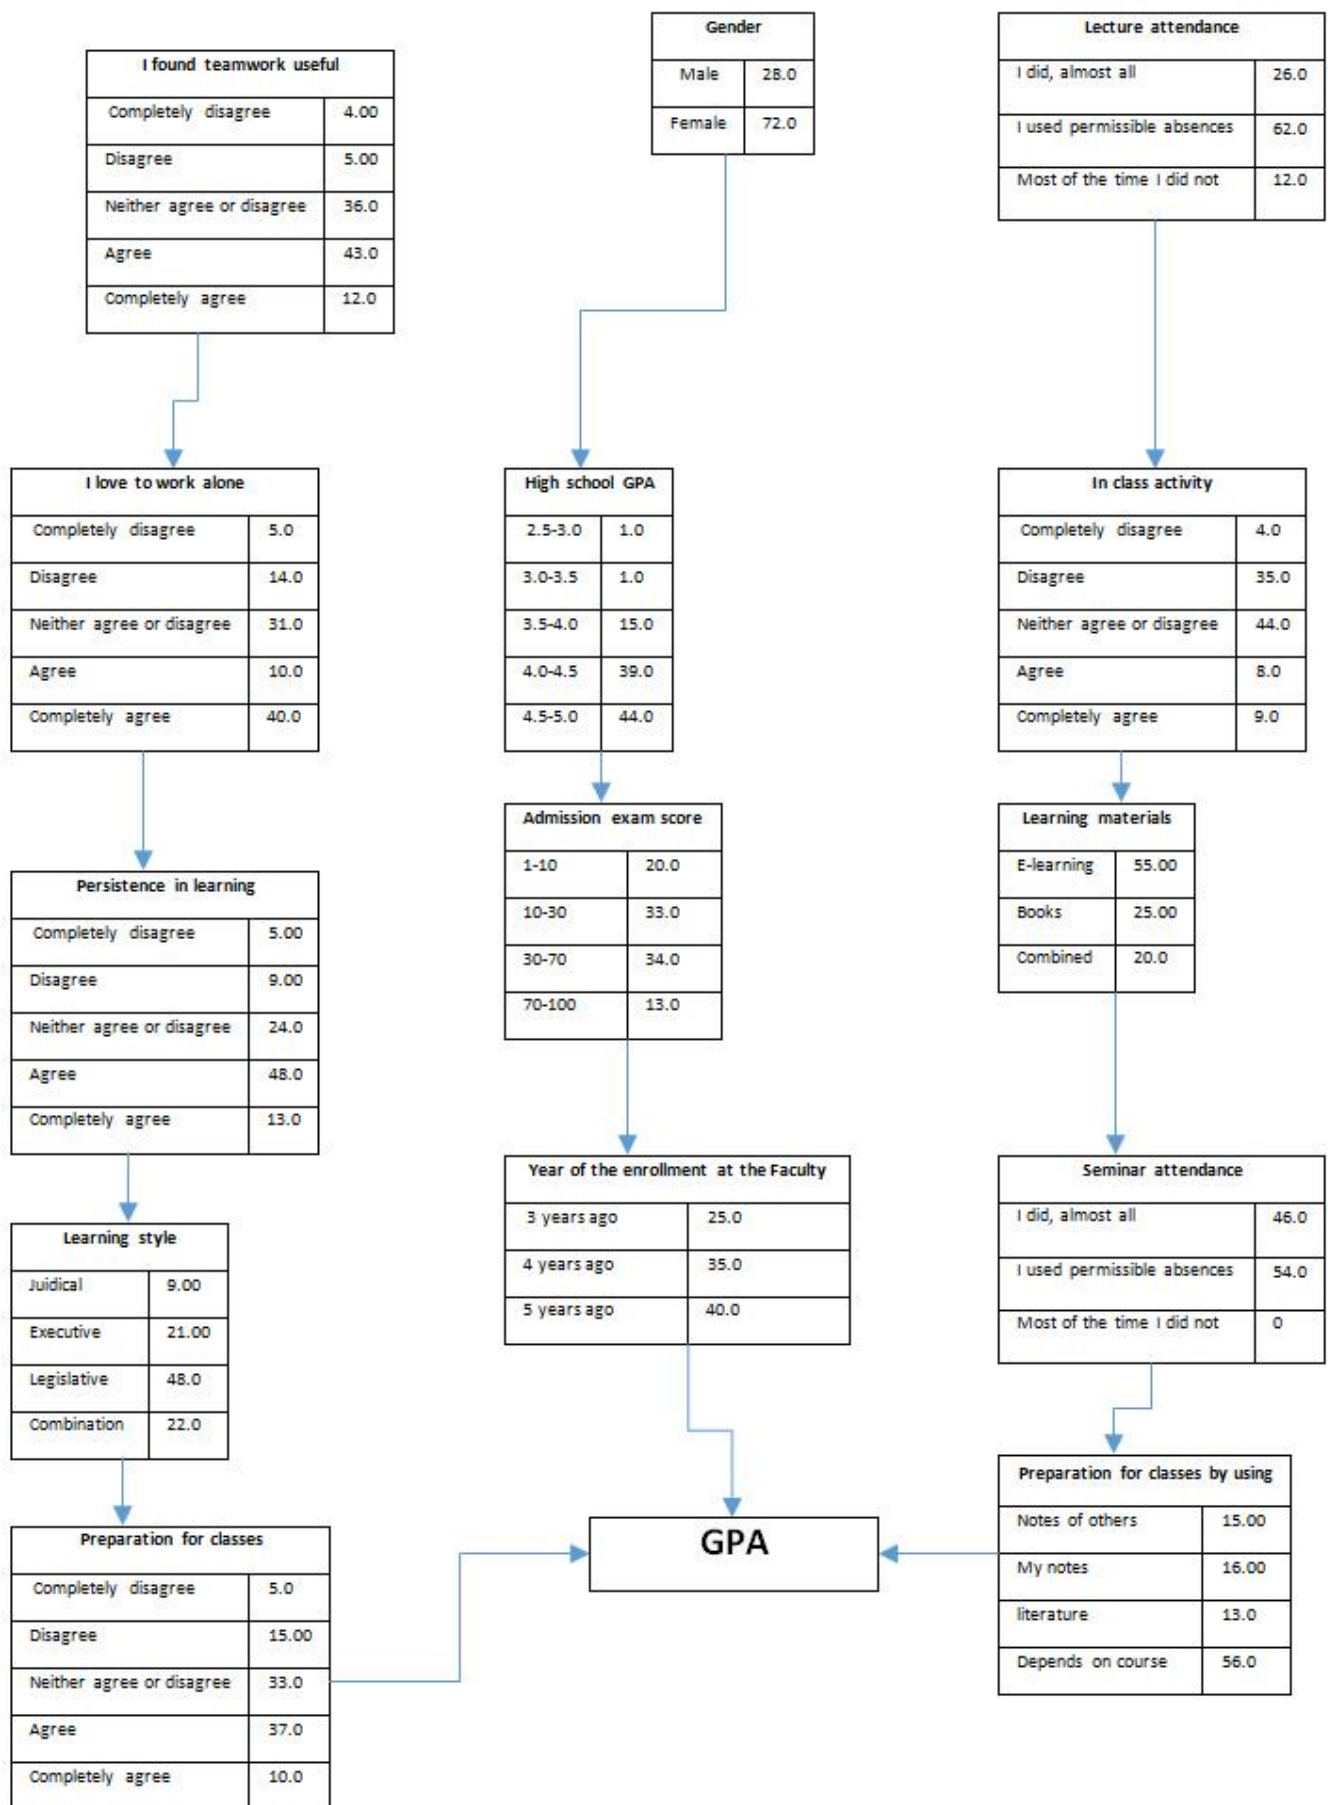 I found teamwork useful
Completely disagree 4.00
Disagree 5.00
Neither agree or disagree 36.0
Agree 43.0
Completely agree 12.0
I love to work alone
Completely disagree 5.0
Disagree 14.0
Neither agree or disagree 31.0
Agree 10.0
Completely agree 40.0
Persistence in learning
Completely disagree 5.00
Disagree 9.00
Neither agree or disagree 24.0
Agree 48.0
Completely agree 13.0
Learning style
Juidical 9.00
Executive 21.00
Legislative 48.0
Combination 22.0
Preparation for classes
Completely disagree 5.0
Disagree 15.00
Neither agree or disagree 33.0
Agree 37.0
Completely agree 10.0
Gender
Male 28.0
Female 72.0
High school GPA
2.5-3.0 1.0
3.0-3.5 1.0
3.5-4.0 15.0
4.0-4.5 39.0
4.5-5.0 44.0
Admission exam score
1-10 20.0
10-30 33.0
30-70 34.0
70-100 13.0
Year of the enrollment at the Faculty
3 years ago 25.0
4 years ago 35.0
5 years ago 40.0
GPA
Lecture attendance
I did, almost all 26.0
I used permissible absences 62.0
Most of the time I did not 12.0
In class activity
Completely disagree 4.0
Disagree 35.0
Neither agree or disagree 44.0
Agree 8.0
Completely agree 9.0
Learning materials
E-learning 55.00
Books 25.00
Combined 20.0
Seminar attendance
I did, almost all 46.0
I used permissible absences 54.0
Most of the time I did not 0
Preparation for classes by using
Notes of others 15.00
My notes 16.00
literature 13.0
Depends on course 56.0